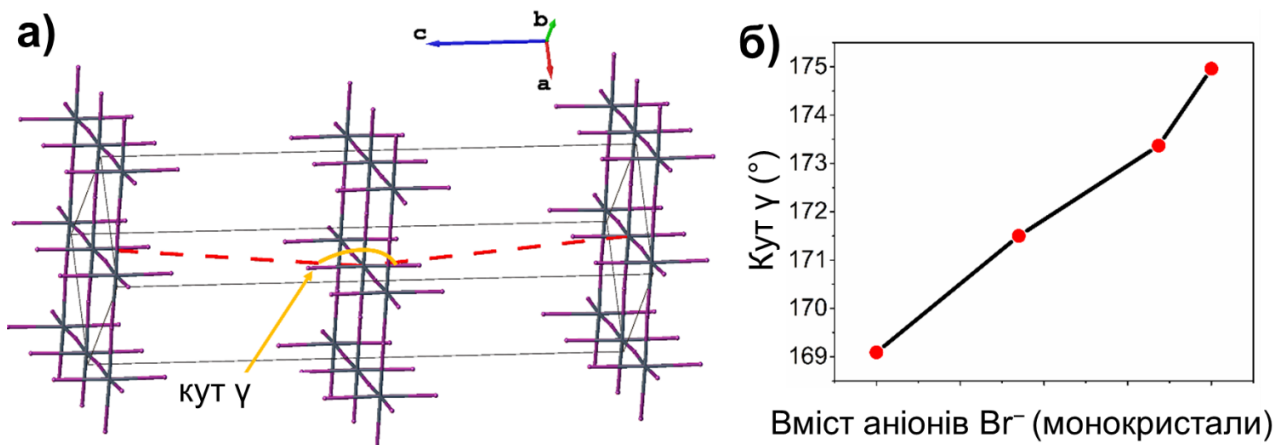 а)
c
b
a
кут γ
б)
175
174
173
172
171
170
169
Кут γ (°)
Вміст аніонів Br⁻ (монокристали)